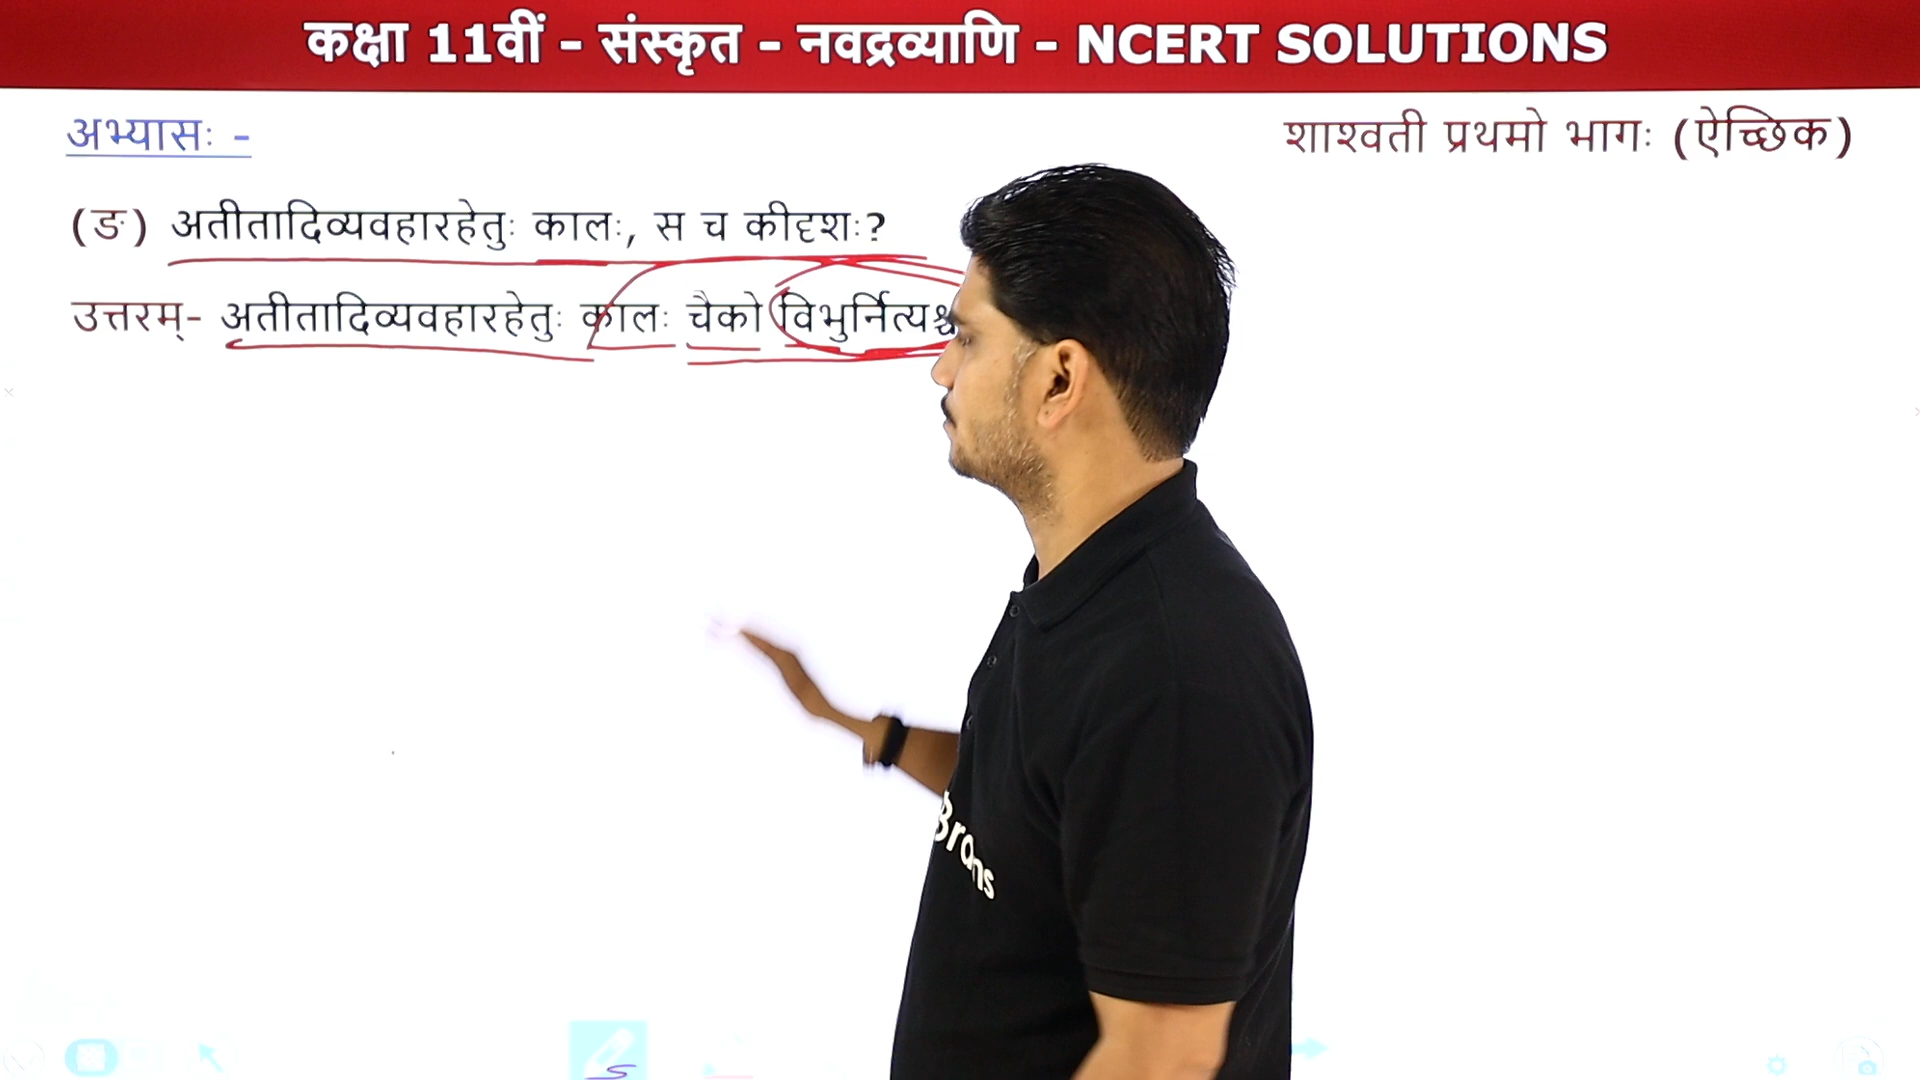 कक्षा 11वीं - संस्कृत - नवद्रव्याणि - NCERT SOLUTIONS
अभ्यासः -
शाश्वती प्रथमो भागः (ऐच्छिक)
(ङ) अतीतादिव्यवहारहेतुः कालः, स च कीदृशः?
उत्तरम्- अतीतादिव्यवहारहेतुः कालः चैको विभुर्नित्यश्च
Brains